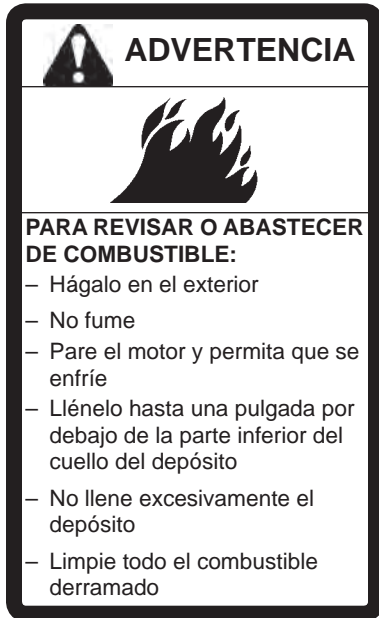 ADVERTENCIA
PARA REVISAR O ABASTECER
DE COMBUSTIBLE:
– Hágalo en el exterior
– No fume
– Pare el motor y permita que se
enfríe
– Llénelo hasta una pulgada por
debajo de la parte inferior del
cuello del depósito
– No llene excesivamente el
depósito
– Limpie todo el combustible
derramado